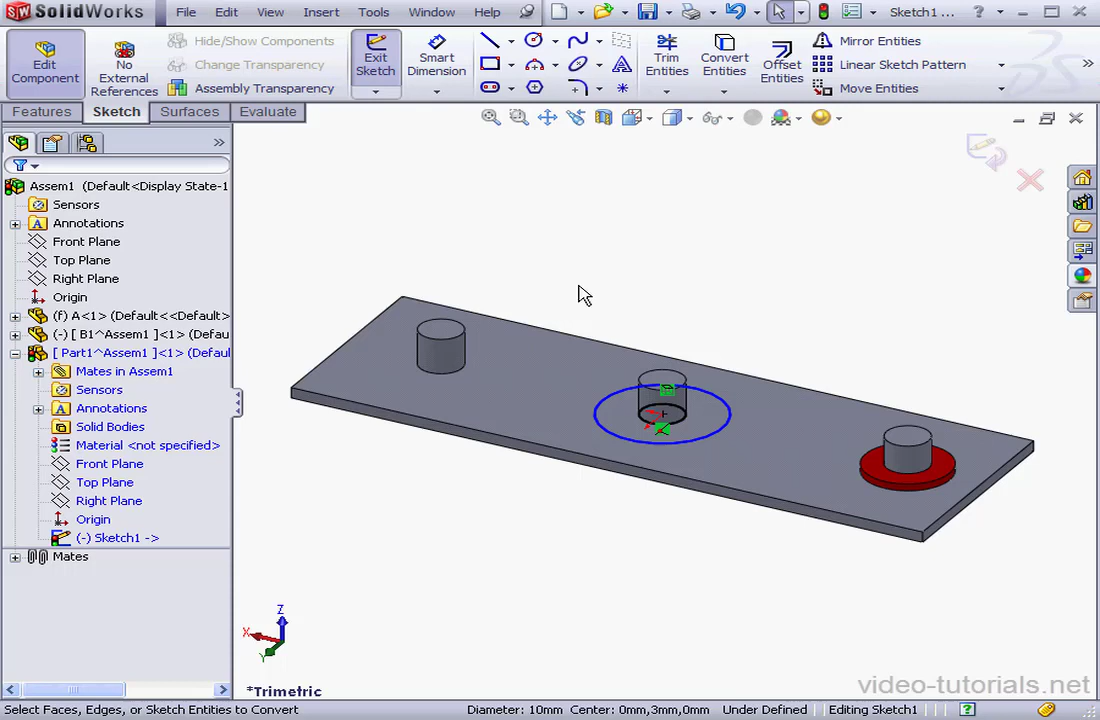 SolidWorks File Edit View Insert Tools Window Help Sketch1 ... ?
Edit Component
No External References
Hide/Show Components
Change Transparency
Assembly Transparency
Exit Sketch
Smart Dimension
Trim Entities
Convert Entities
Offset Entities
Mirror Entities
Linear Sketch Pattern
Move Entities
Features Sketch Surfaces Evaluate
Assem1 (Default<Display State-1
Sensors
Annotations
Front Plane
Top Plane
Right Plane
Origin
(f) A<1> (Default<<Default>
(-) [ B1^Assem1 ]<1> (Defau
[ Part1^Assem1 ]<1> (Defaul
Mates in Assem1
Sensors
Annotations
Solid Bodies
Material <not specified>
Front Plane
Top Plane
Right Plane
Origin
(-) Sketch1 ->
Mates
Z
X
Y
*Trimetric
video-tutorials.net
Select Faces, Edges, or Sketch Entities to Convert Diameter: 10mm Center: 0mm,3mm,0mm Under Defined Editing Sketch1 ?